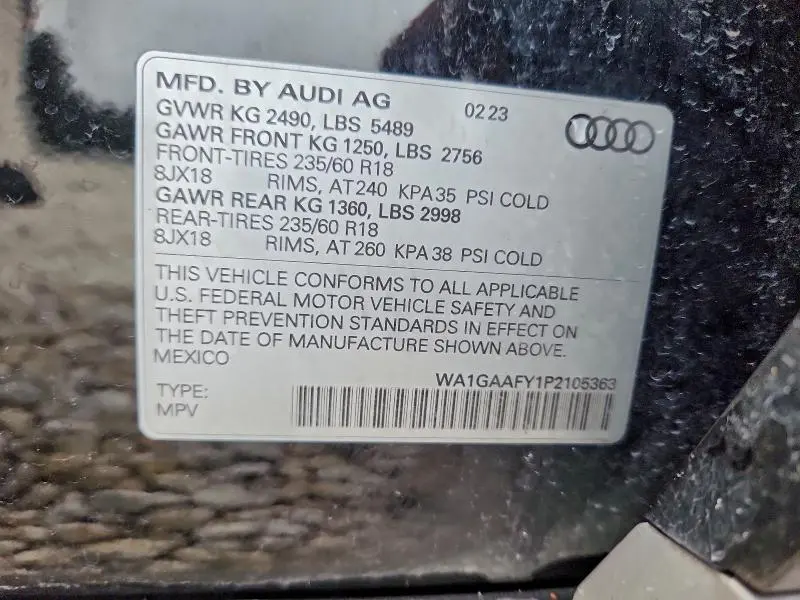 MFD. BY AUDI AG 02 23
GVWR KG 2490, LBS 5489
GAWR FRONT KG 1250, LBS 2756
FRONT-TIRES 235/60 R18
8JX18 RIMS, AT 240 KPA 35 PSI COLD
GAWR REAR KG 1360, LBS 2998
REAR-TIRES 235/60 R18
8JX18 RIMS, AT 260 KPA 38 PSI COLD
THIS VEHICLE CONFORMS TO ALL APPLICABLE
U.S. FEDERAL MOTOR VEHICLE SAFETY AND
THEFT PREVENTION STANDARDS IN EFFECT ON
THE DATE OF MANUFACTURE SHOWN ABOVE.
MEXICO
WA1GAAFY1P2105363
TYPE:
MPV